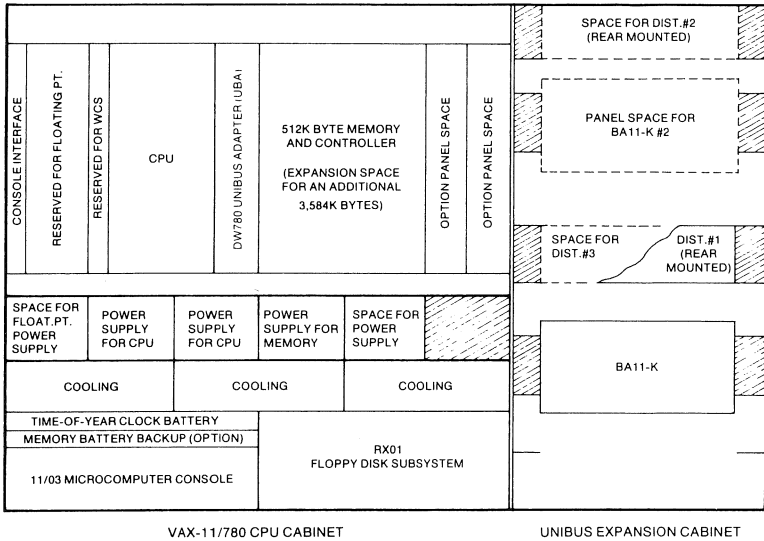 CONSOLE INTERFACE
RESERVED FOR FLOATING PT.
RESERVED FOR WCS
CPU
DW780 UNIBUS ADAPTER (UBA)
512K BYTE MEMORY
AND CONTROLLER
(EXPANSION SPACE
FOR AN ADDITIONAL
3,584K BYTES)
OPTION PANEL SPACE
OPTION PANEL SPACE
SPACE FOR
FLOAT.PT.
POWER
SUPPLY
POWER
SUPPLY
FOR CPU
POWER
SUPPLY
FOR CPU
POWER
SUPPLY FOR
MEMORY
SPACE FOR
POWER
SUPPLY
COOLING
COOLING
COOLING
TIME-OF-YEAR CLOCK BATTERY
MEMORY BATTERY BACKUP (OPTION)
11/03 MICROCOMPUTER CONSOLE
RX01
FLOPPY DISK SUBSYSTEM
VAX-11/780 CPU CABINET
SPACE FOR DIST.#2
(REAR MOUNTED)
PANEL SPACE FOR
BA11-K #2
SPACE FOR
DIST.#3
DIST.#1
(REAR
MOUNTED)
BA11-K
UNIBUS EXPANSION CABINET